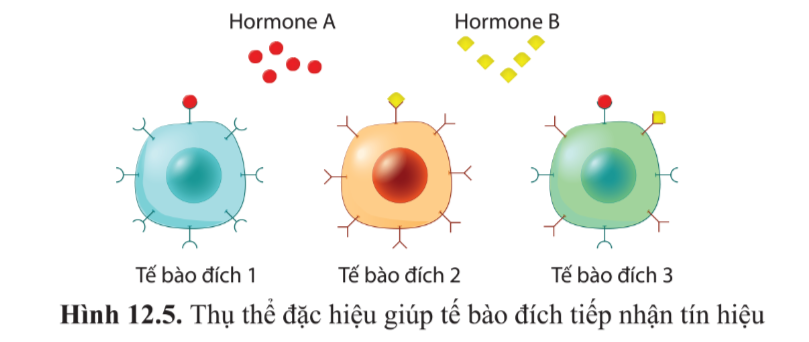 Hormone A
Hormone B
Tế bào đích 1
Tế bào đích 2
Tế bào đích 3
Hình 12.5. Thụ thể đặc hiệu giúp tế bào đích tiếp nhận tín hiệu